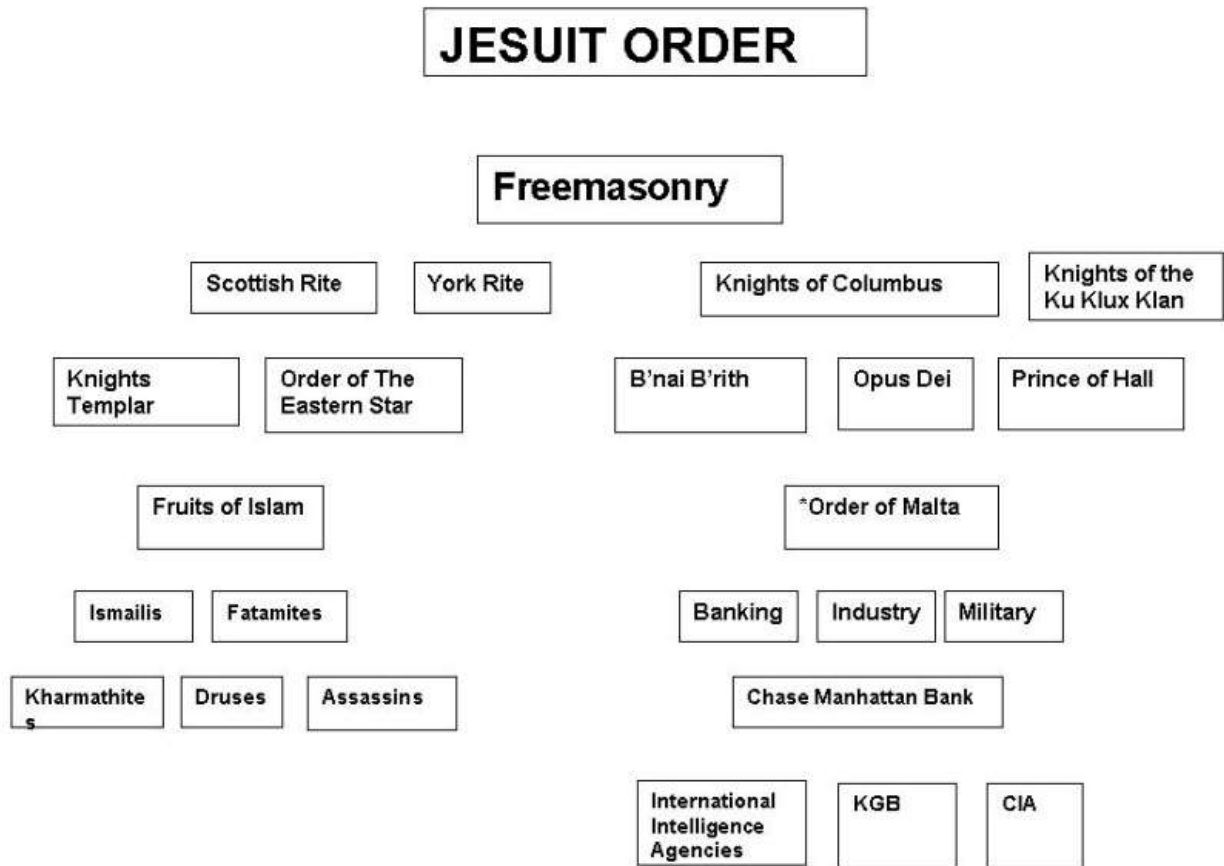 JESUIT ORDER
Freemasonry
Scottish Rite
York Rite
Knights of Columbus
Knights of the
Ku Klux Klan
Knights
Templar
Order of The
Eastern Star
B'nai B'rith
Opus Dei
Prince of Hall
Fruits of Islam
*Order of Malta
Ismailis
Fatamites
Banking
Industry
Military
Kharmathite
s
Druses
Assassins
Chase Manhattan Bank
International
Intelligence
Agencies
KGB
CIA